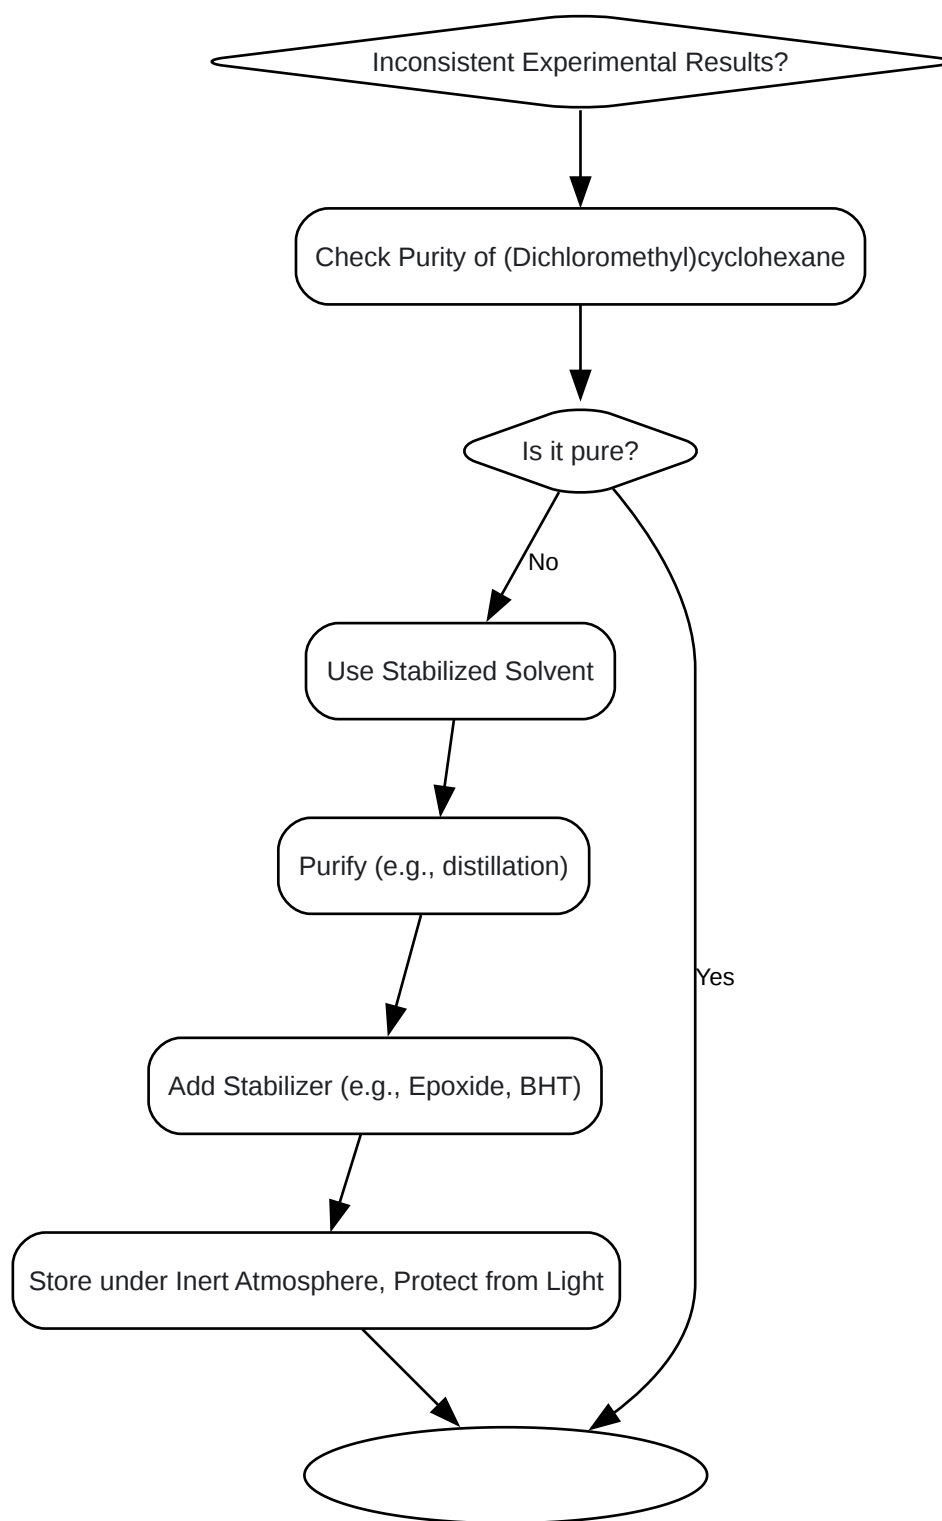 Inconsistent Experimental Results?
Check Purity of (Dichloromethyl)cyclohexane
Is it pure?
No
Use Stabilized Solvent
Purify (e.g., distillation)
Yes
Add Stabilizer (e.g., Epoxide, BHT)
Store under Inert Atmosphere, Protect from Light